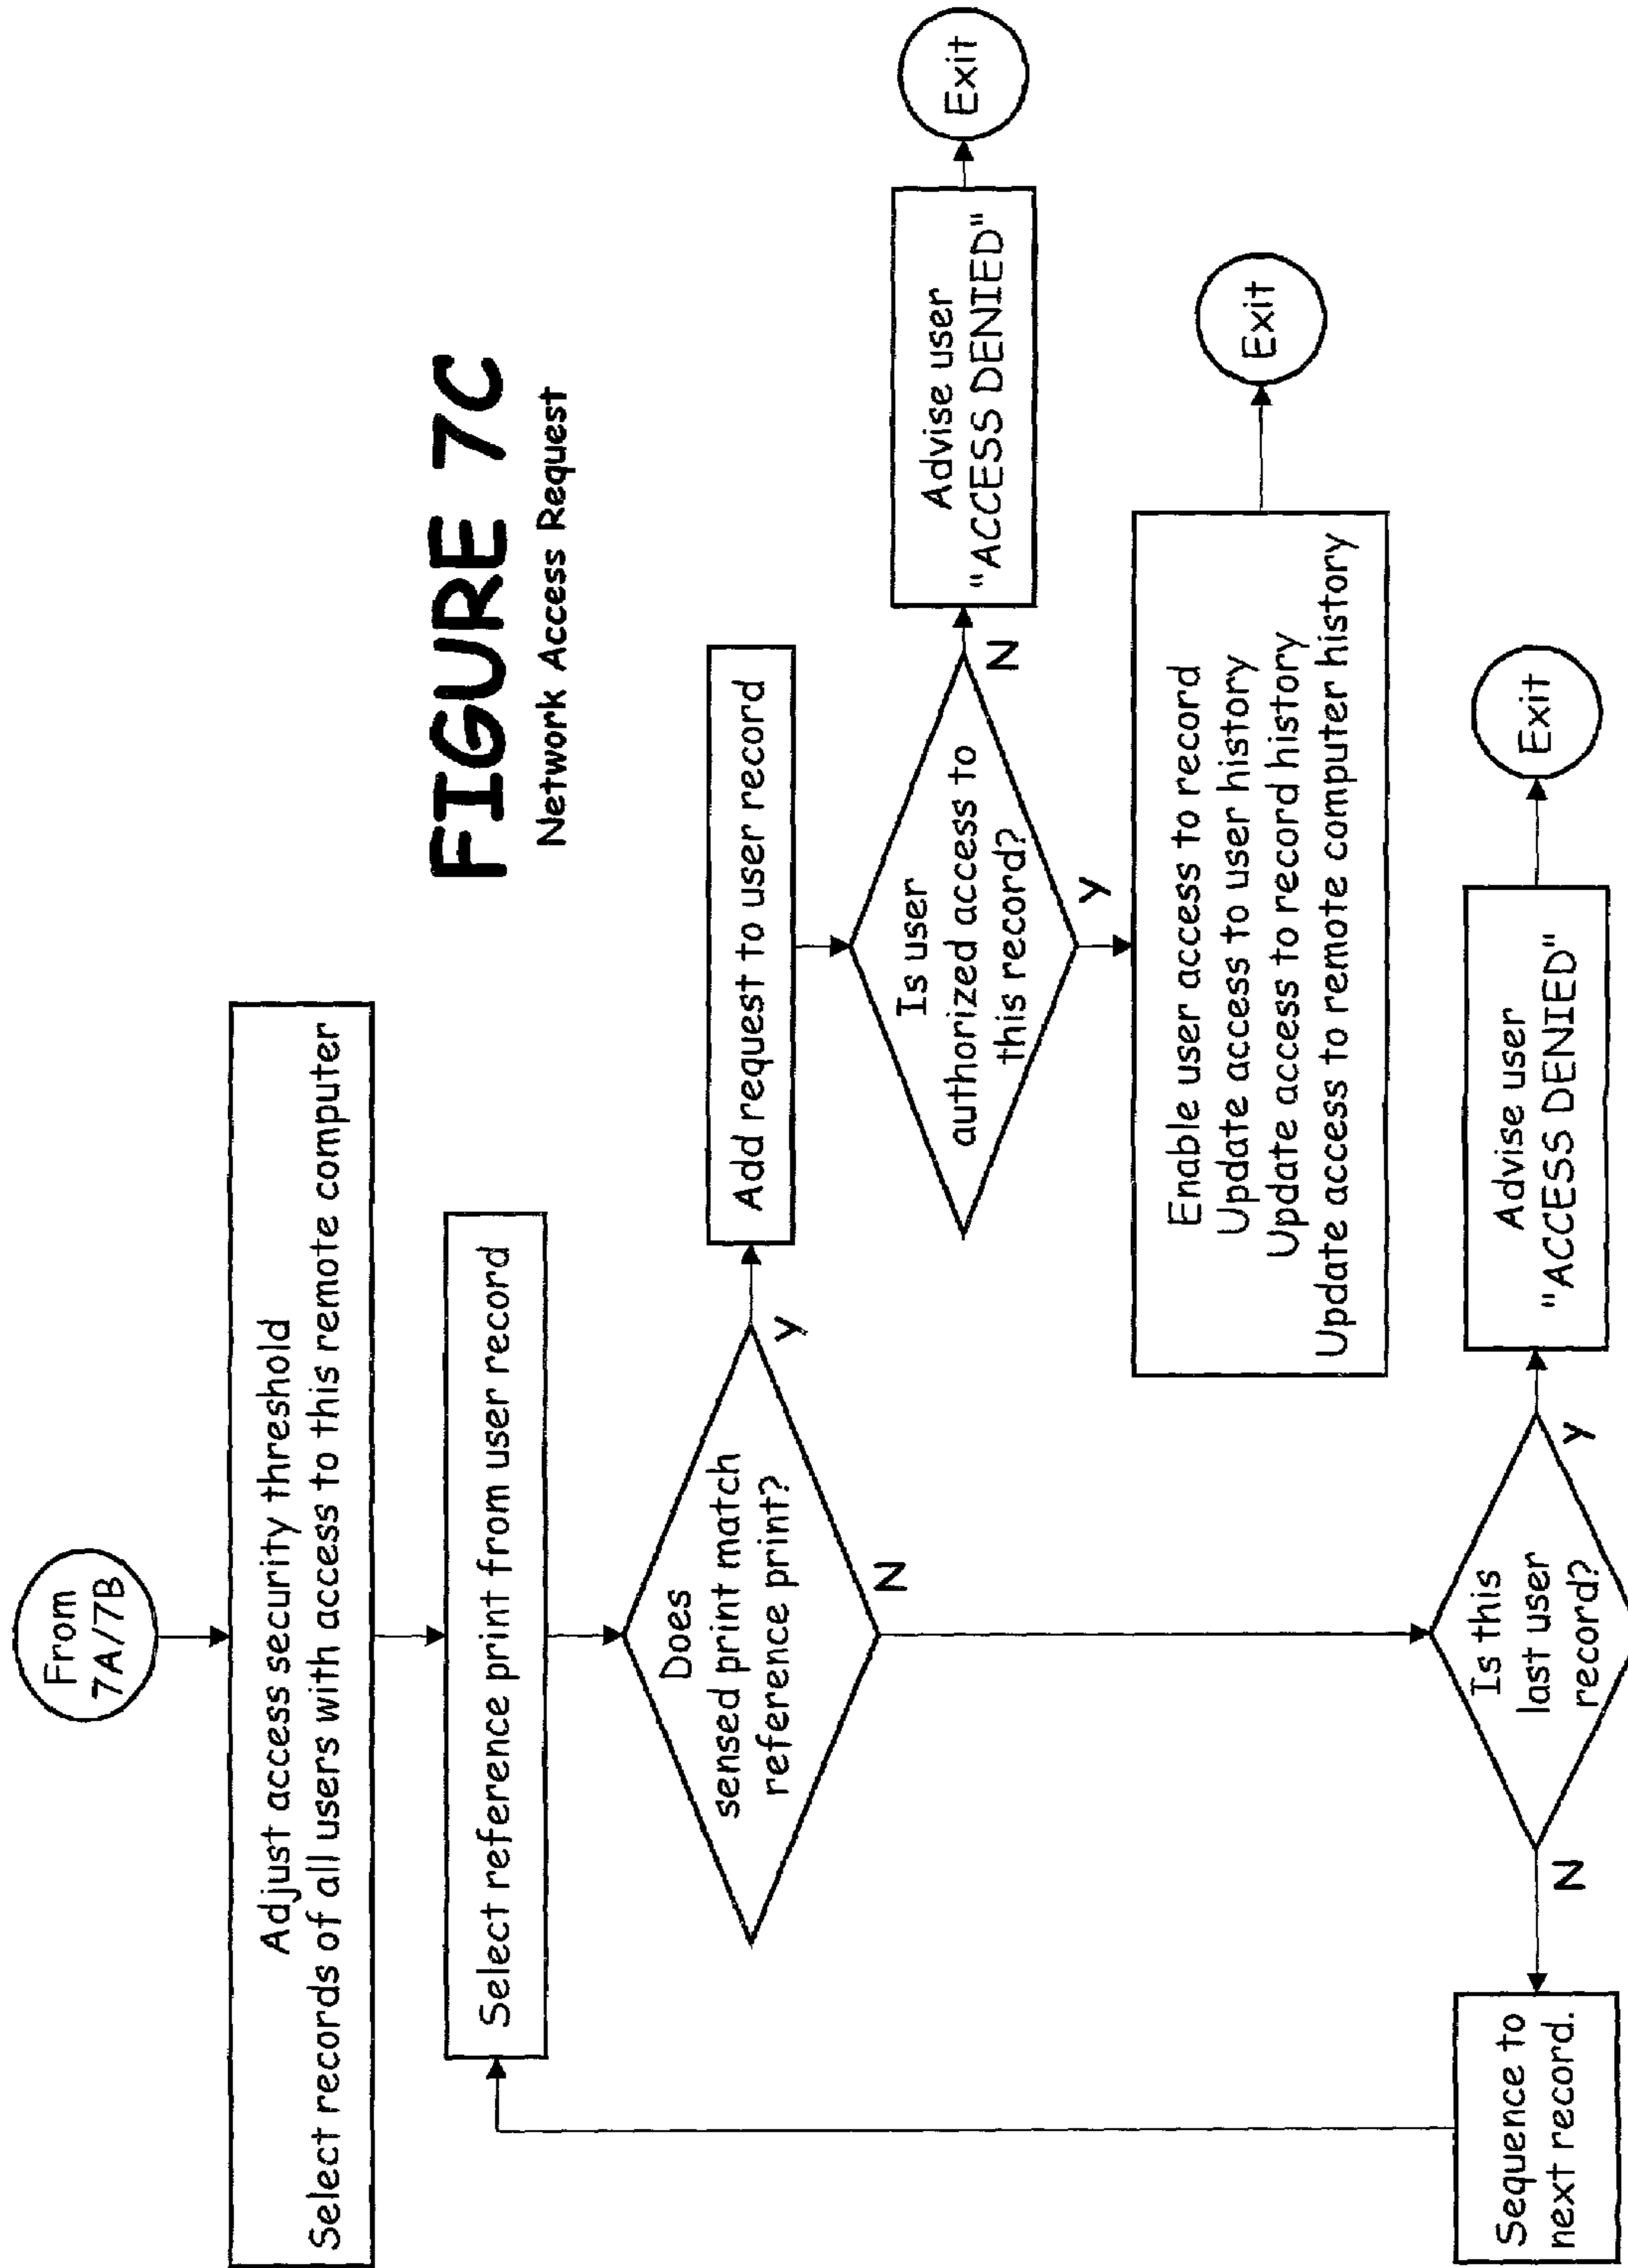 From
7A/7B
Adjust access security threshold
Select records of all users with access to this remote computer
FIGURE 7C
Network Access Request
Select reference print from user record
Does
sensed print match
reference print?
Y
N
Add request to user record
Is user
authorized access to
this record?
N
Y
Advise user
"ACCESS DENIED"
Exit
Enable user access to record
Update access to user history
Update access to record history
Update access to remote computer history
Exit
Is this
last user
record?
Y
N
Advise user
"ACCESS DENIED"
Exit
Sequence to
next record.